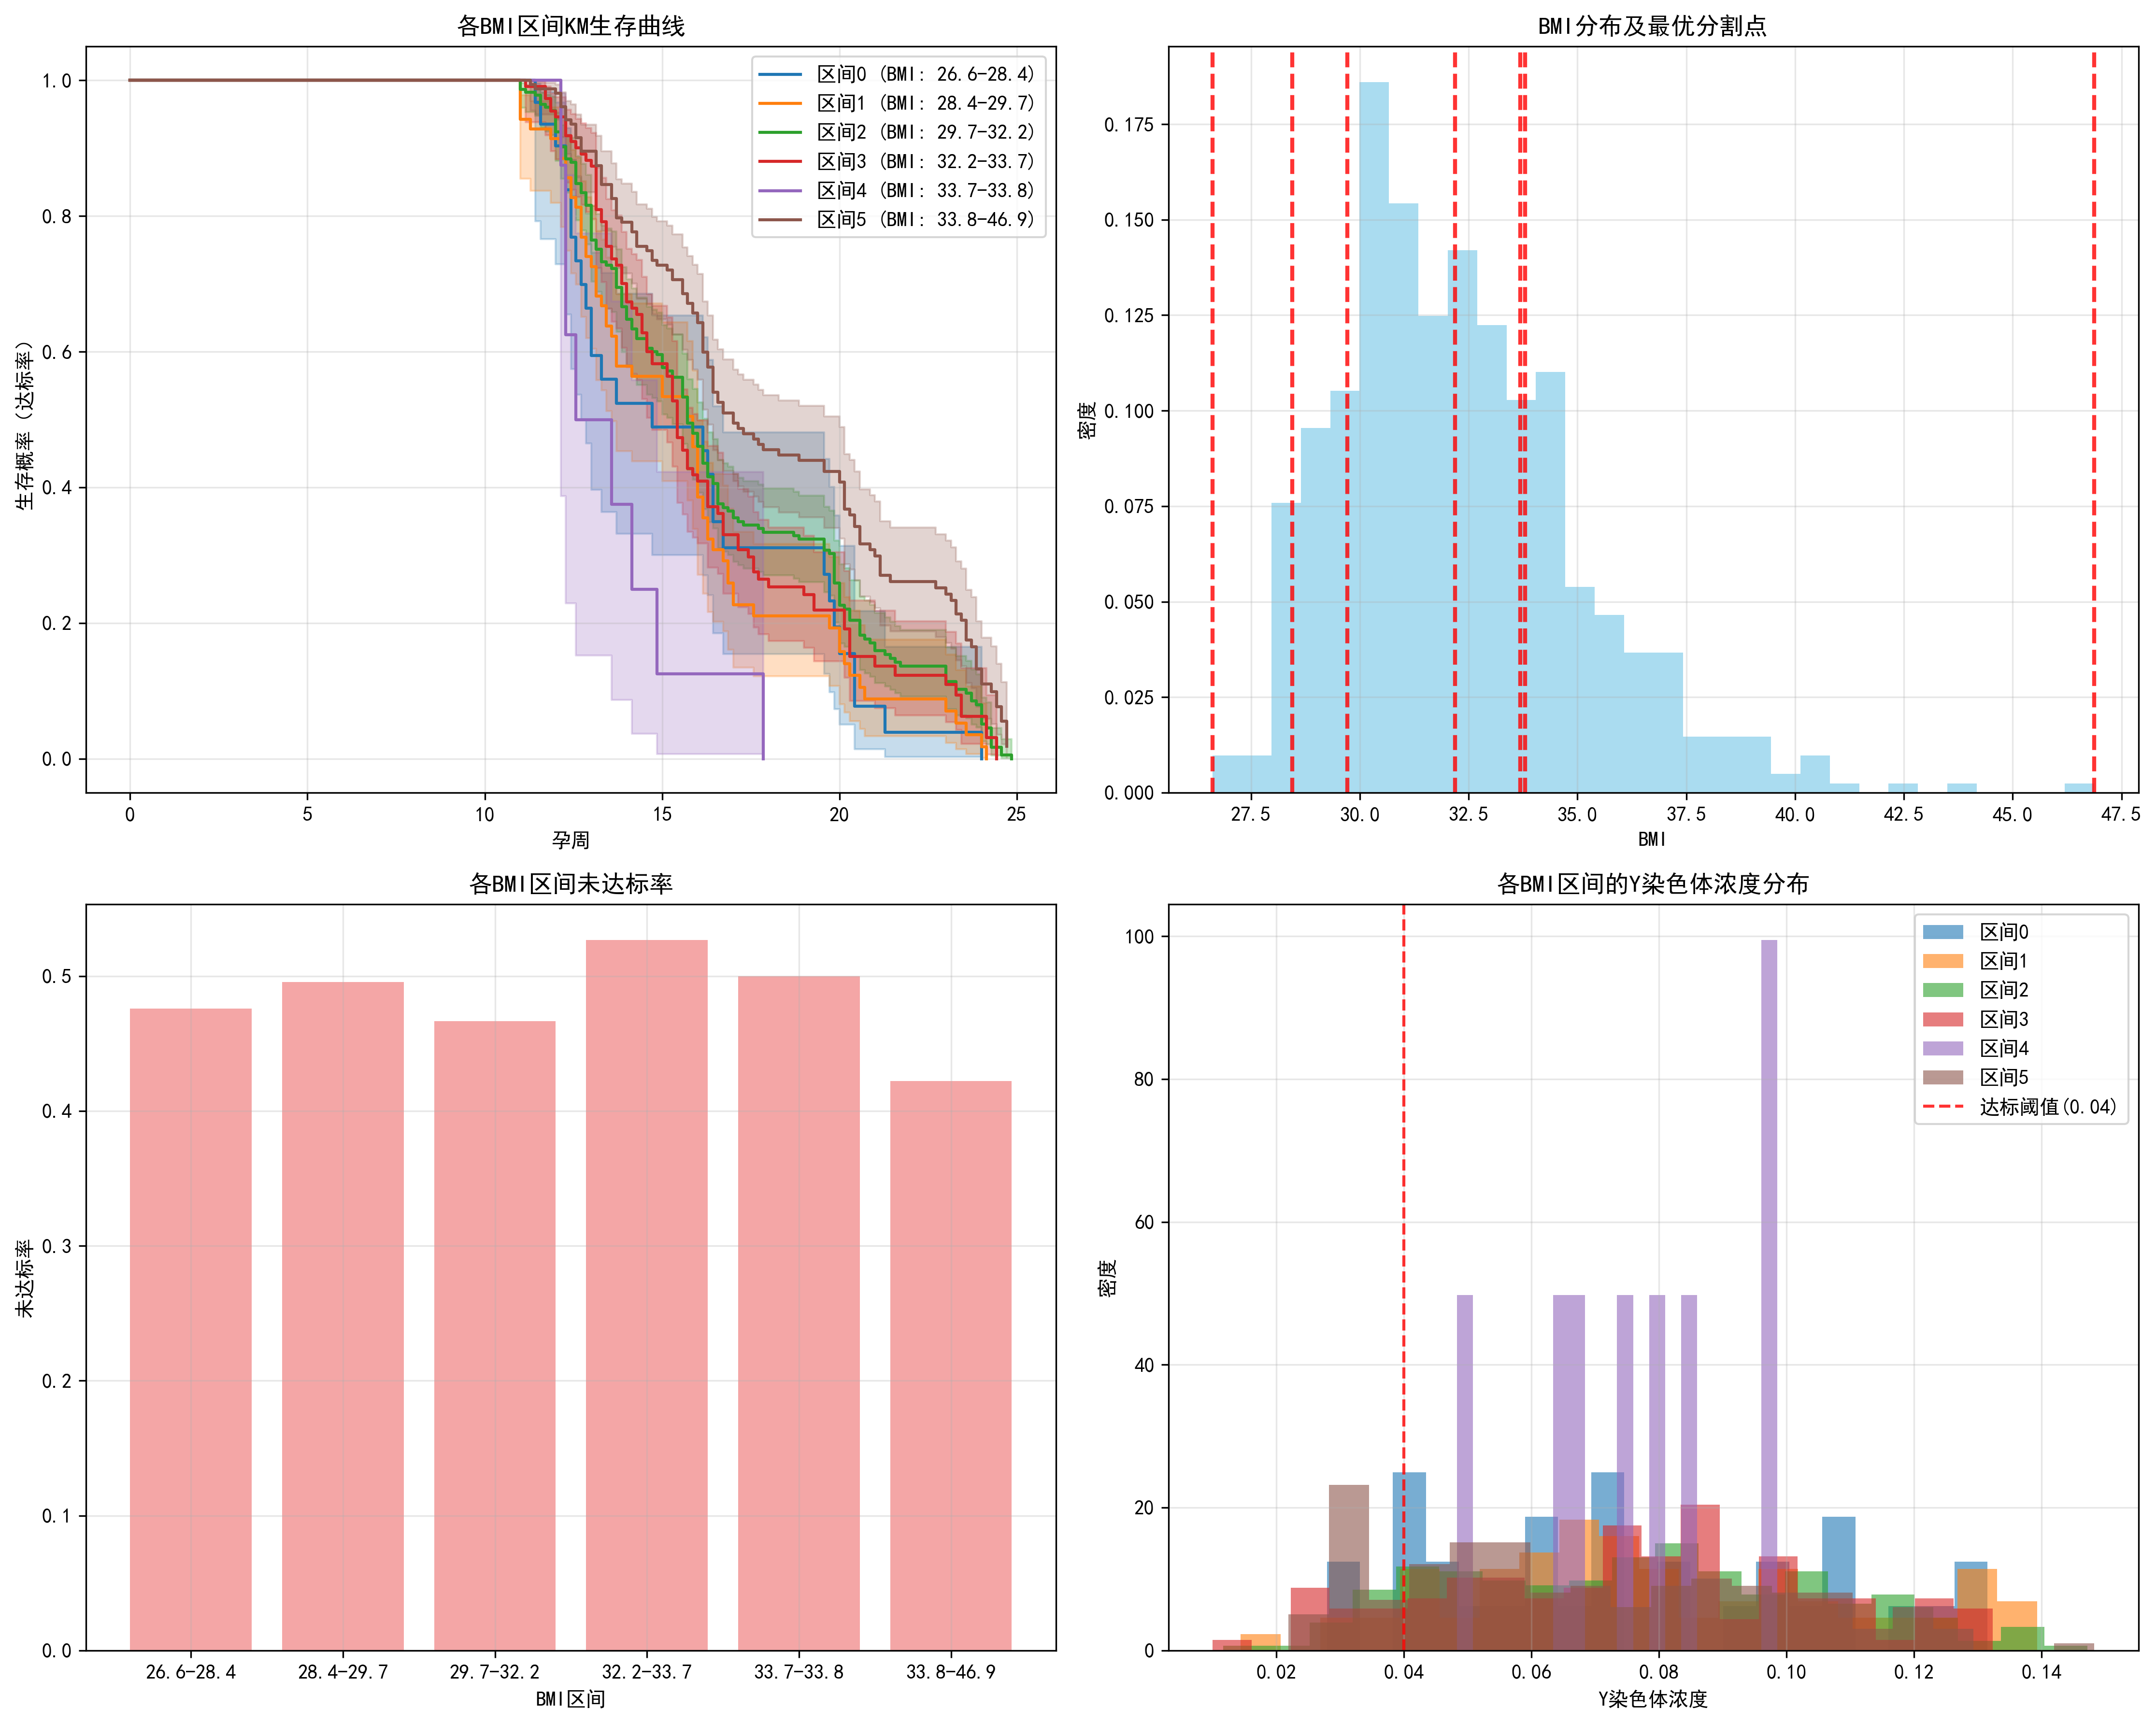 各BMI区间KM生存曲线
生存概率（达标率）
1.0
0.8
0.6
0.4
0.2
0.0
区间0 (BMI: 26.6-28.4)
区间1 (BMI: 28.4-29.7)
区间2 (BMI: 29.7-32.2)
区间3 (BMI: 32.2-33.7)
区间4 (BMI: 33.7-33.8)
区间5 (BMI: 33.8-46.9)
0 5 10 15 20 25
孕周
BMI分布及最优分割点
密度
0.175
0.150
0.125
0.100
0.075
0.050
0.025
0.000
27.5 30.0 32.5 35.0 37.5 40.0 42.5 45.0 47.5
BMI
各BMI区间未达标率
未达标率
0.5
0.4
0.3
0.2
0.1
0.0
26.6-28.4 28.4-29.7 29.7-32.2 32.2-33.7 33.7-33.8 33.8-46.9
BMI区间
各BMI区间的Y染色体浓度分布
密度
100
80
60
40
20
0
区间0
区间1
区间2
区间3
区间4
区间5
达标阈值(0.04)
0.02 0.04 0.06 0.08 0.10 0.12 0.14
Y染色体浓度